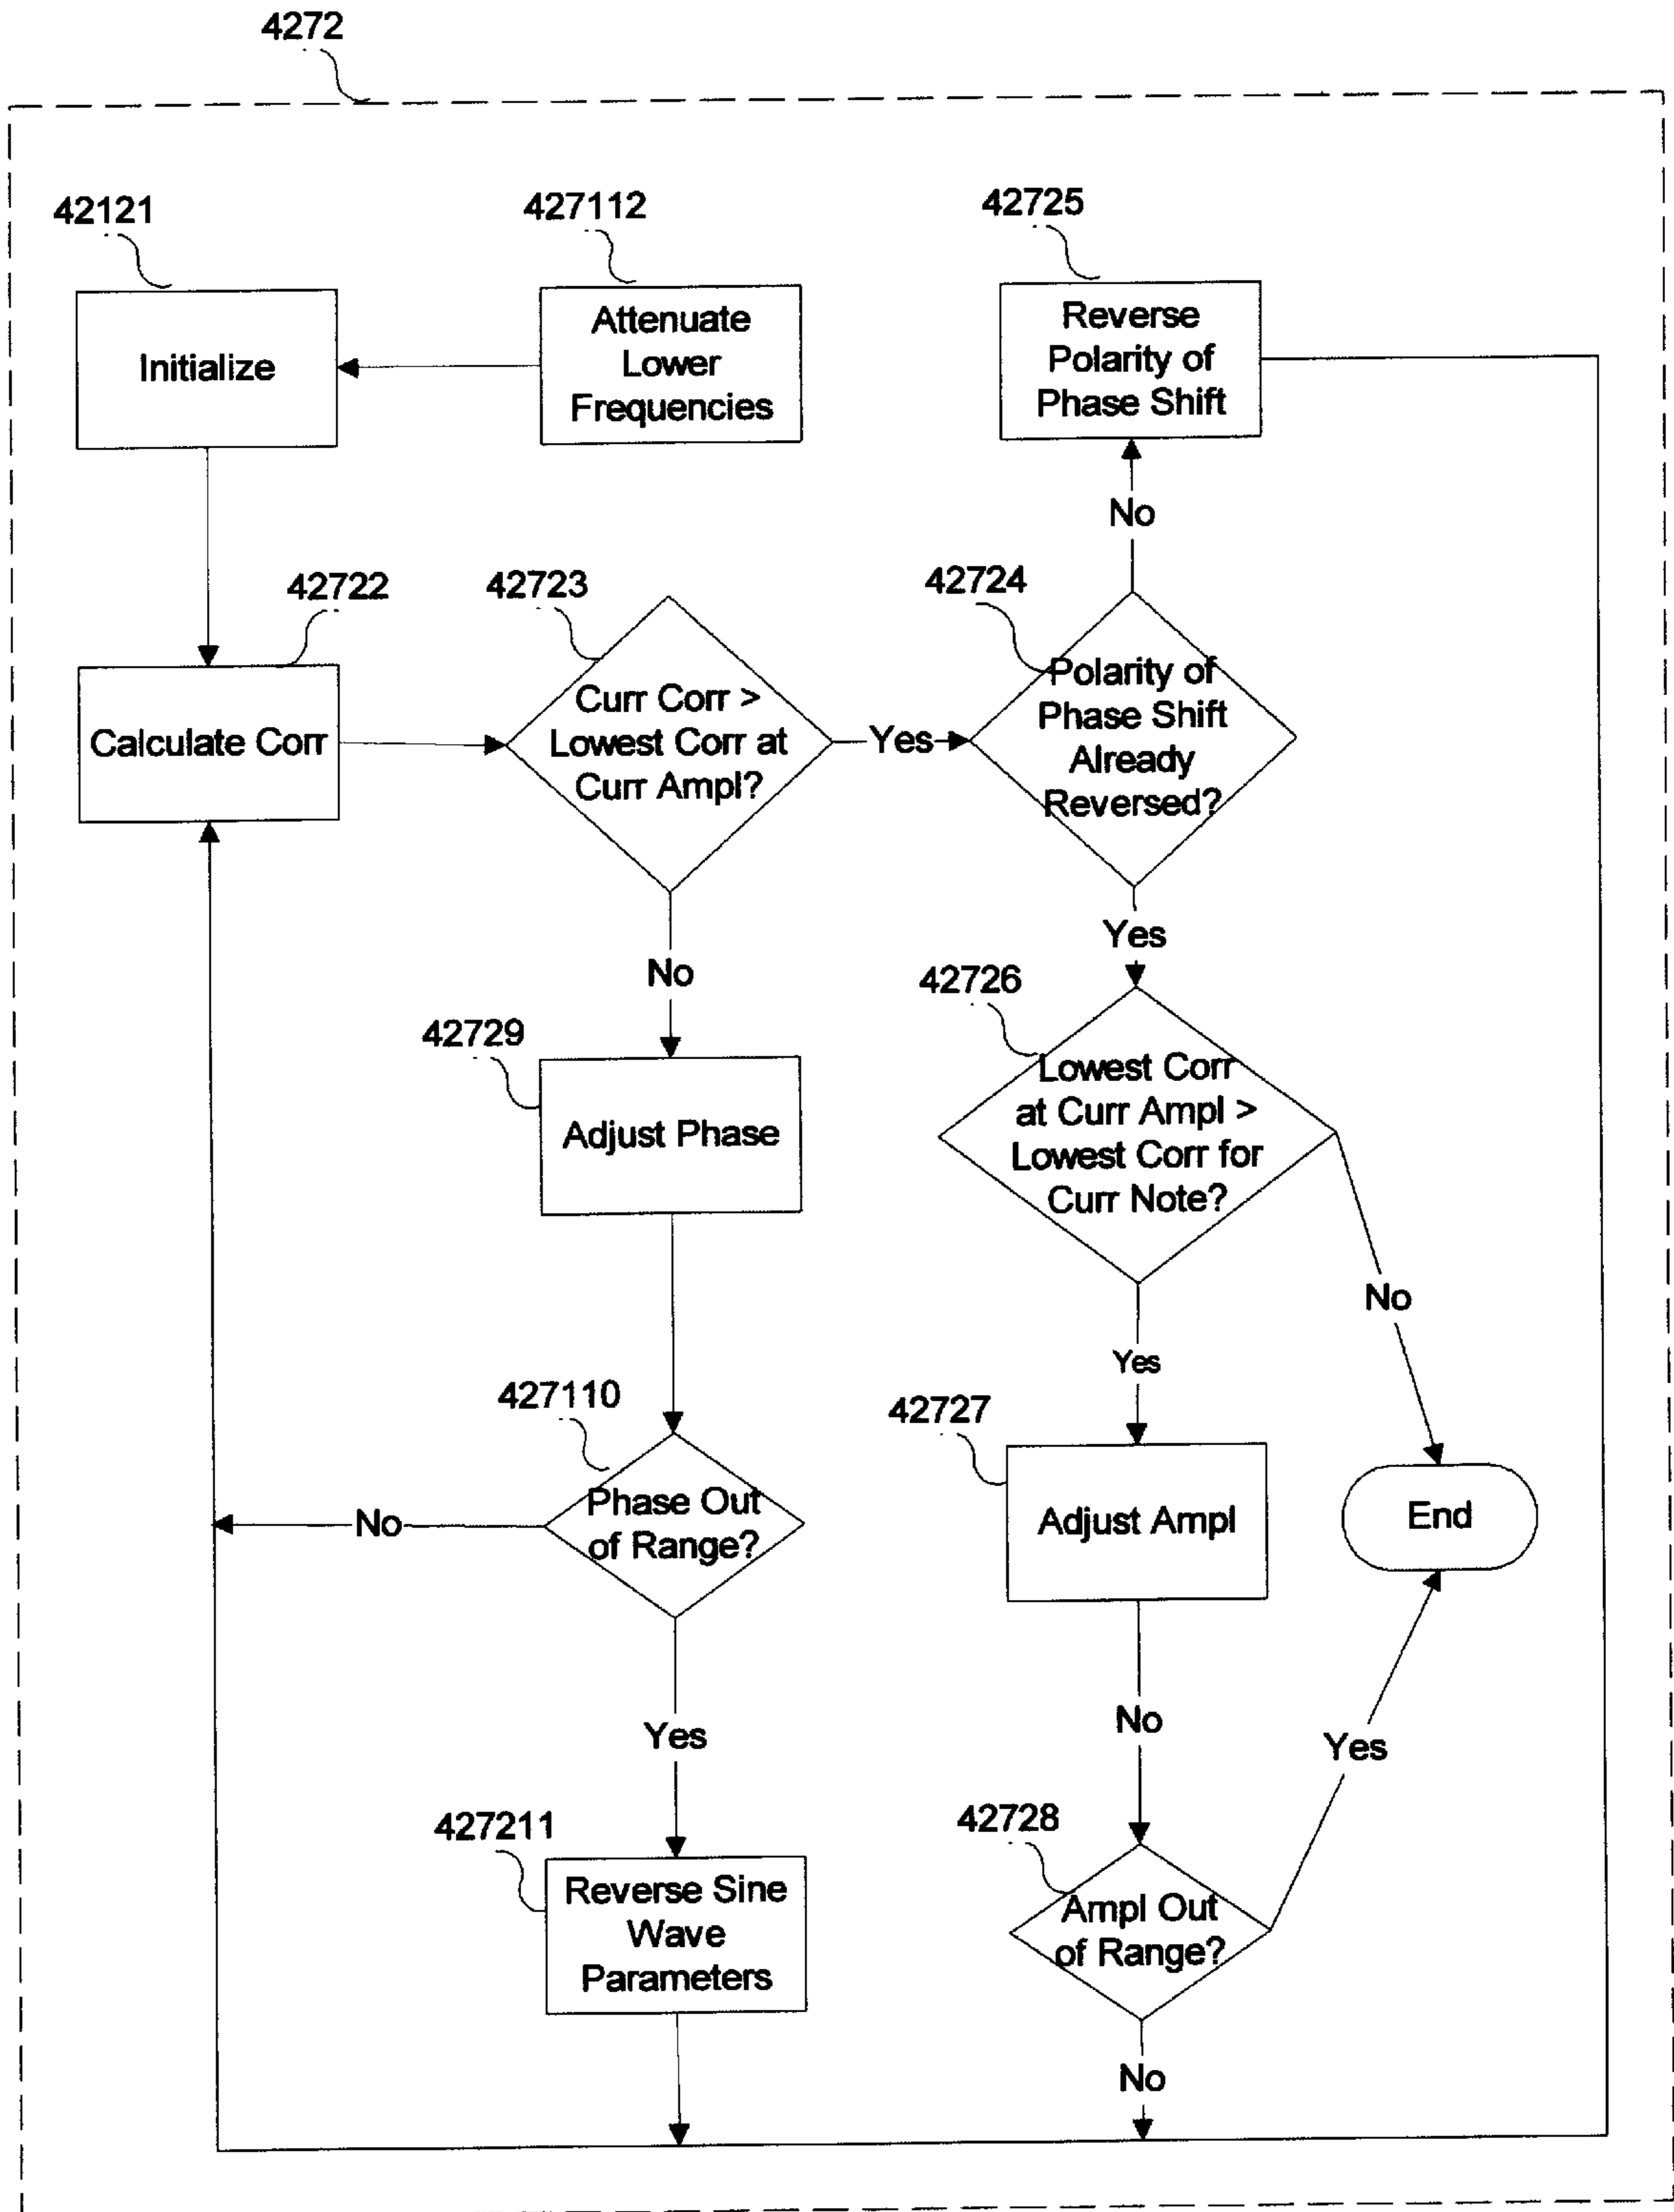 4272
42121
427112
42725
Initialize
Attenuate
Lower
Frequencies
Reverse
Polarity of
Phase Shift
No
42722
42723
42724
Calculate Corr
Curr Corr >
Lowest Corr at
Curr Ampl?
Yes
Polarity of
Phase Shift
Already
Reversed?
No
Yes
42729
42726
Adjust Phase
Lowest Corr
at Curr Ampl >
Lowest Corr for
Curr Note?
No
Yes
427110
42727
Phase Out
of Range?
No
Adjust Ampl
End
Yes
No
Yes
427211
42728
Reverse Sine
Wave
Parameters
Ampl Out
of Range?
No